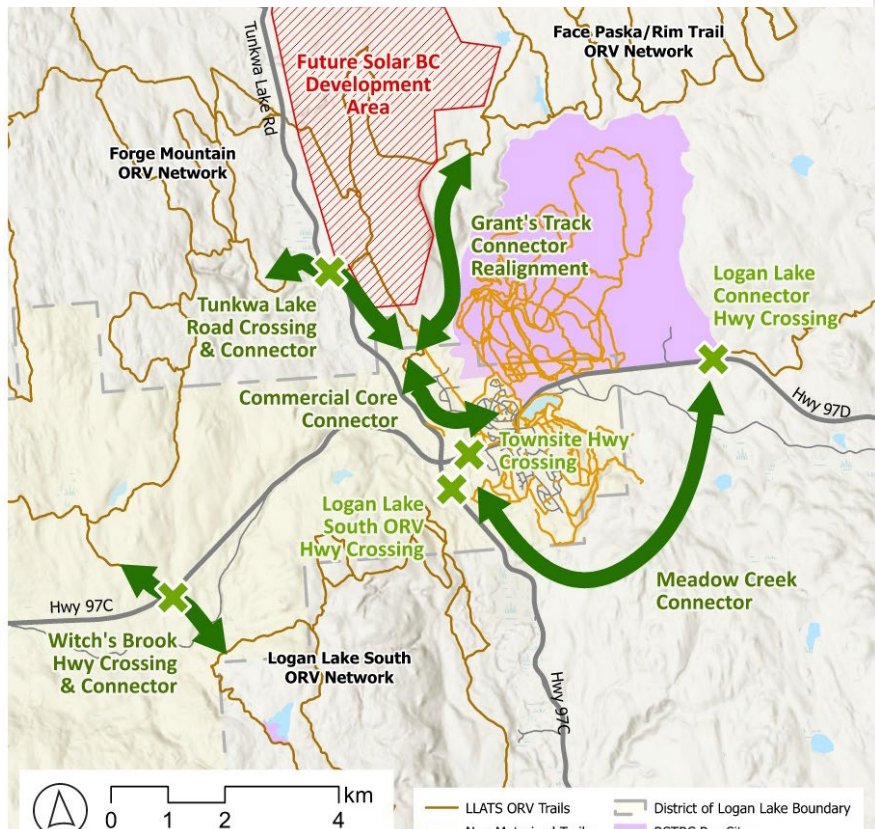 Tunkwa Lake Rd
Future Solar BC
Development
Area
Face Paska/Rim Trail
ORV Network
Forge Mountain
ORV Network
Grant's Track
Connector
Realignment
Logan Lake
Connector
Hwy Crossing
Tunkwa Lake
Road Crossing
& Connector
Hwy 97D
Commercial Core
Connector
Townsite Hwy
Crossing
Logan Lake
South ORV
Hwy Crossing
Meadow Creek
Connector
Hwy 97C
Witch's Brook
Hwy Crossing
& Connector
Logan Lake South
ORV Network
Hwy 97C
km
0 1 2 4
LLATS ORV Trails
District of Logan Lake Boundary